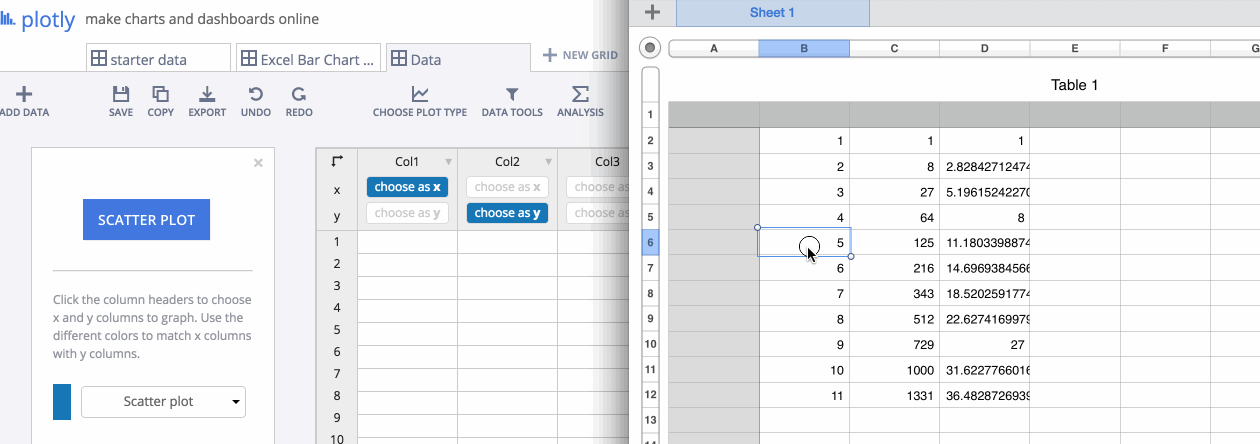 plotly make charts and dashboards online
starter data
Excel Bar Chart ...
Data
NEW GRID
ADD DATA
SAVE
COPY
EXPORT
UNDO
REDO
CHOOSE PLOT TYPE
DATA TOOLS
ANALYSIS
SCATTER PLOT
Click the column headers to choose
x and y columns to graph. Use the
different colors to match x columns
with y columns.
Scatter plot
Col1 Col2 Col3
x choose as x choose as x choose as
y choose as y choose as y choose as
1
2
3
4
5
6
7
8
9
10
Sheet 1
A B C D E F G
Table 1
1
2 1 1 1
3 2 8 2.82842712474
4 3 27 5.19615242270
5 4 64 8
6 5 125 11.1803398874
7 6 216 14.6969384566
8 7 343 18.5202591774
9 8 512 22.6274169979
10 9 729 27
11 10 1000 31.6227766016
12 11 1331 36.4828726939
13
14